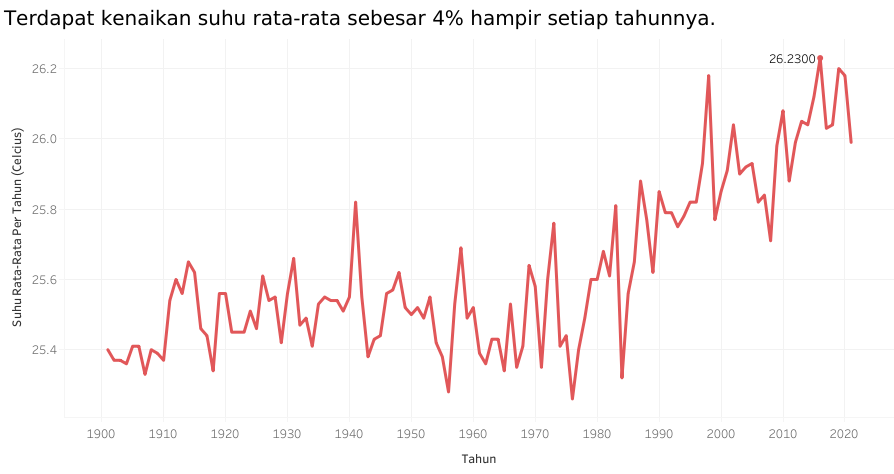 Terdapat kenaikan suhu rata-rata sebesar 4% hampir setiap tahunnya.
26.2300
26.2
26.0
25.8
25.6
25.4
Suhu Rata-Rata Per Tahun (Celcius)
1900 1910 1920 1930 1940 1950 1960 1970 1980 1990 2000 2010 2020
Tahun